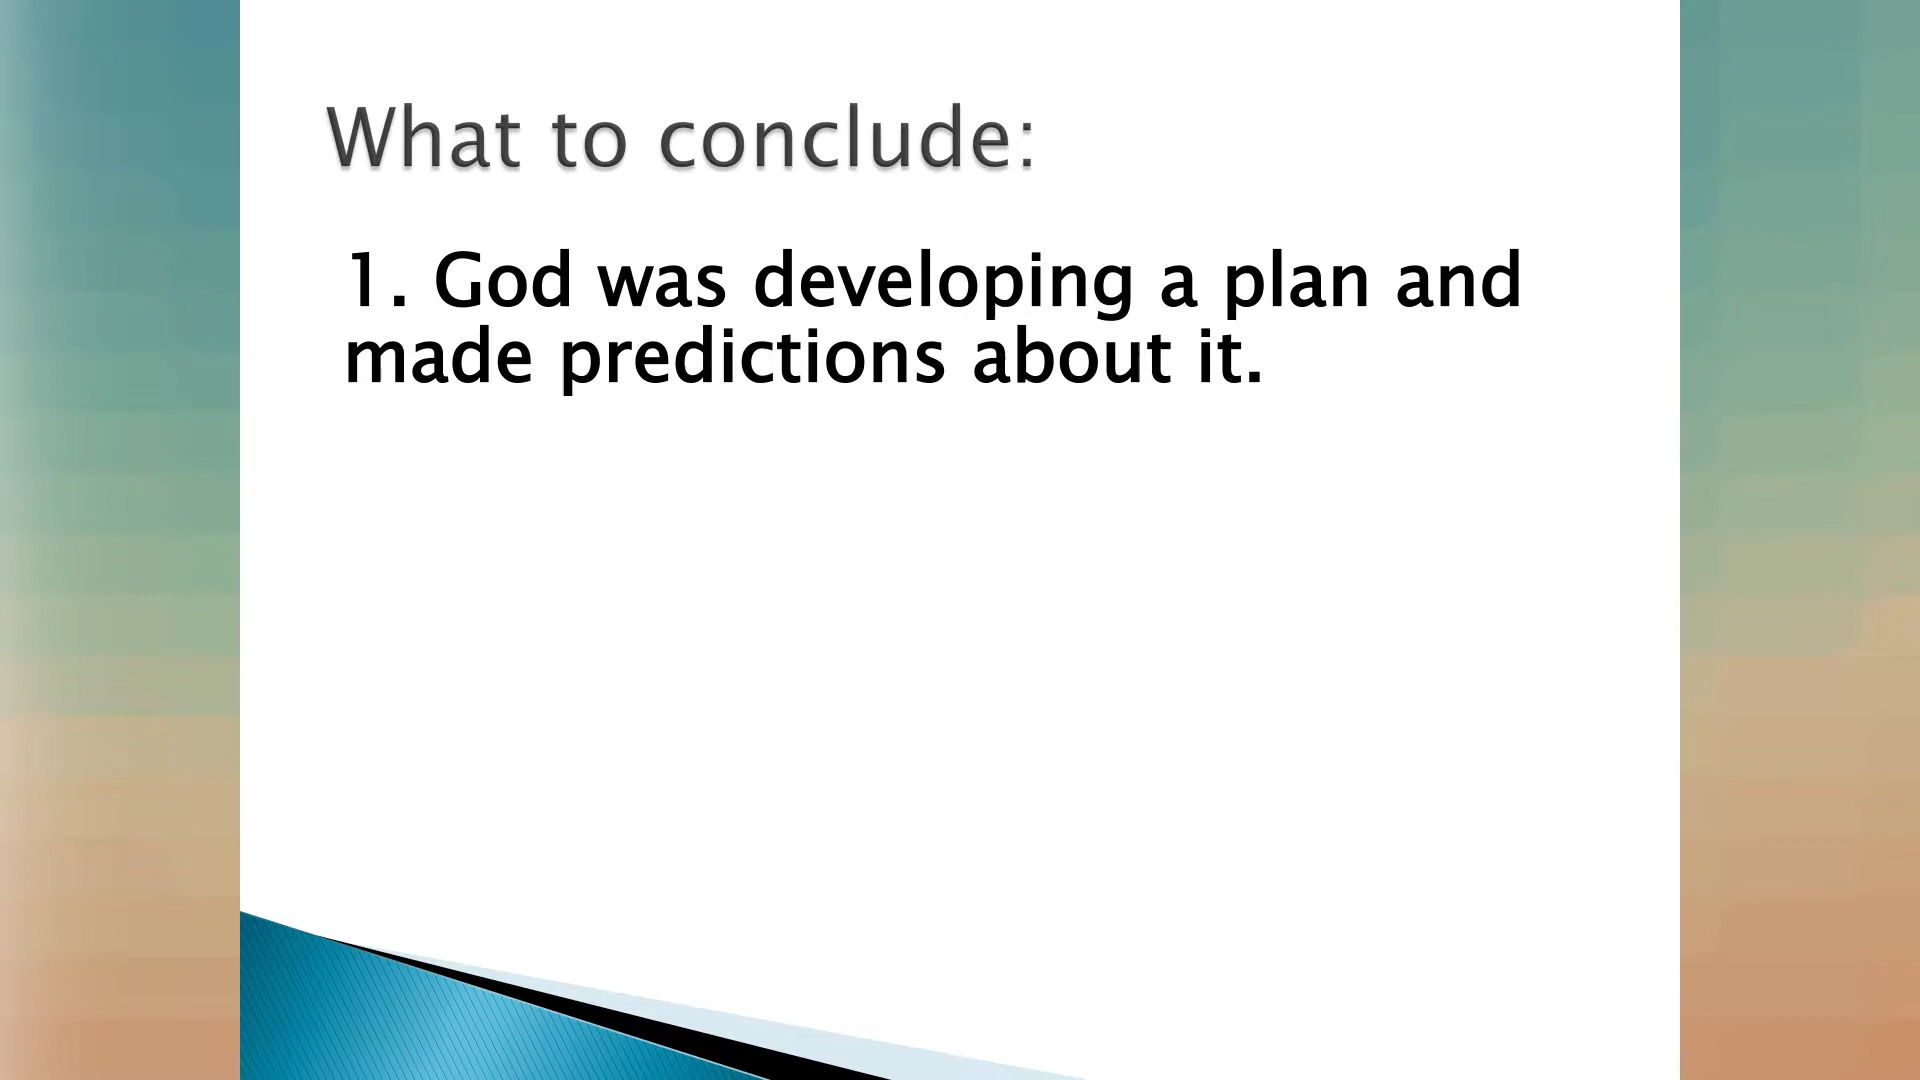 What to conclude:
1. God was developing a plan and
made predictions about it.